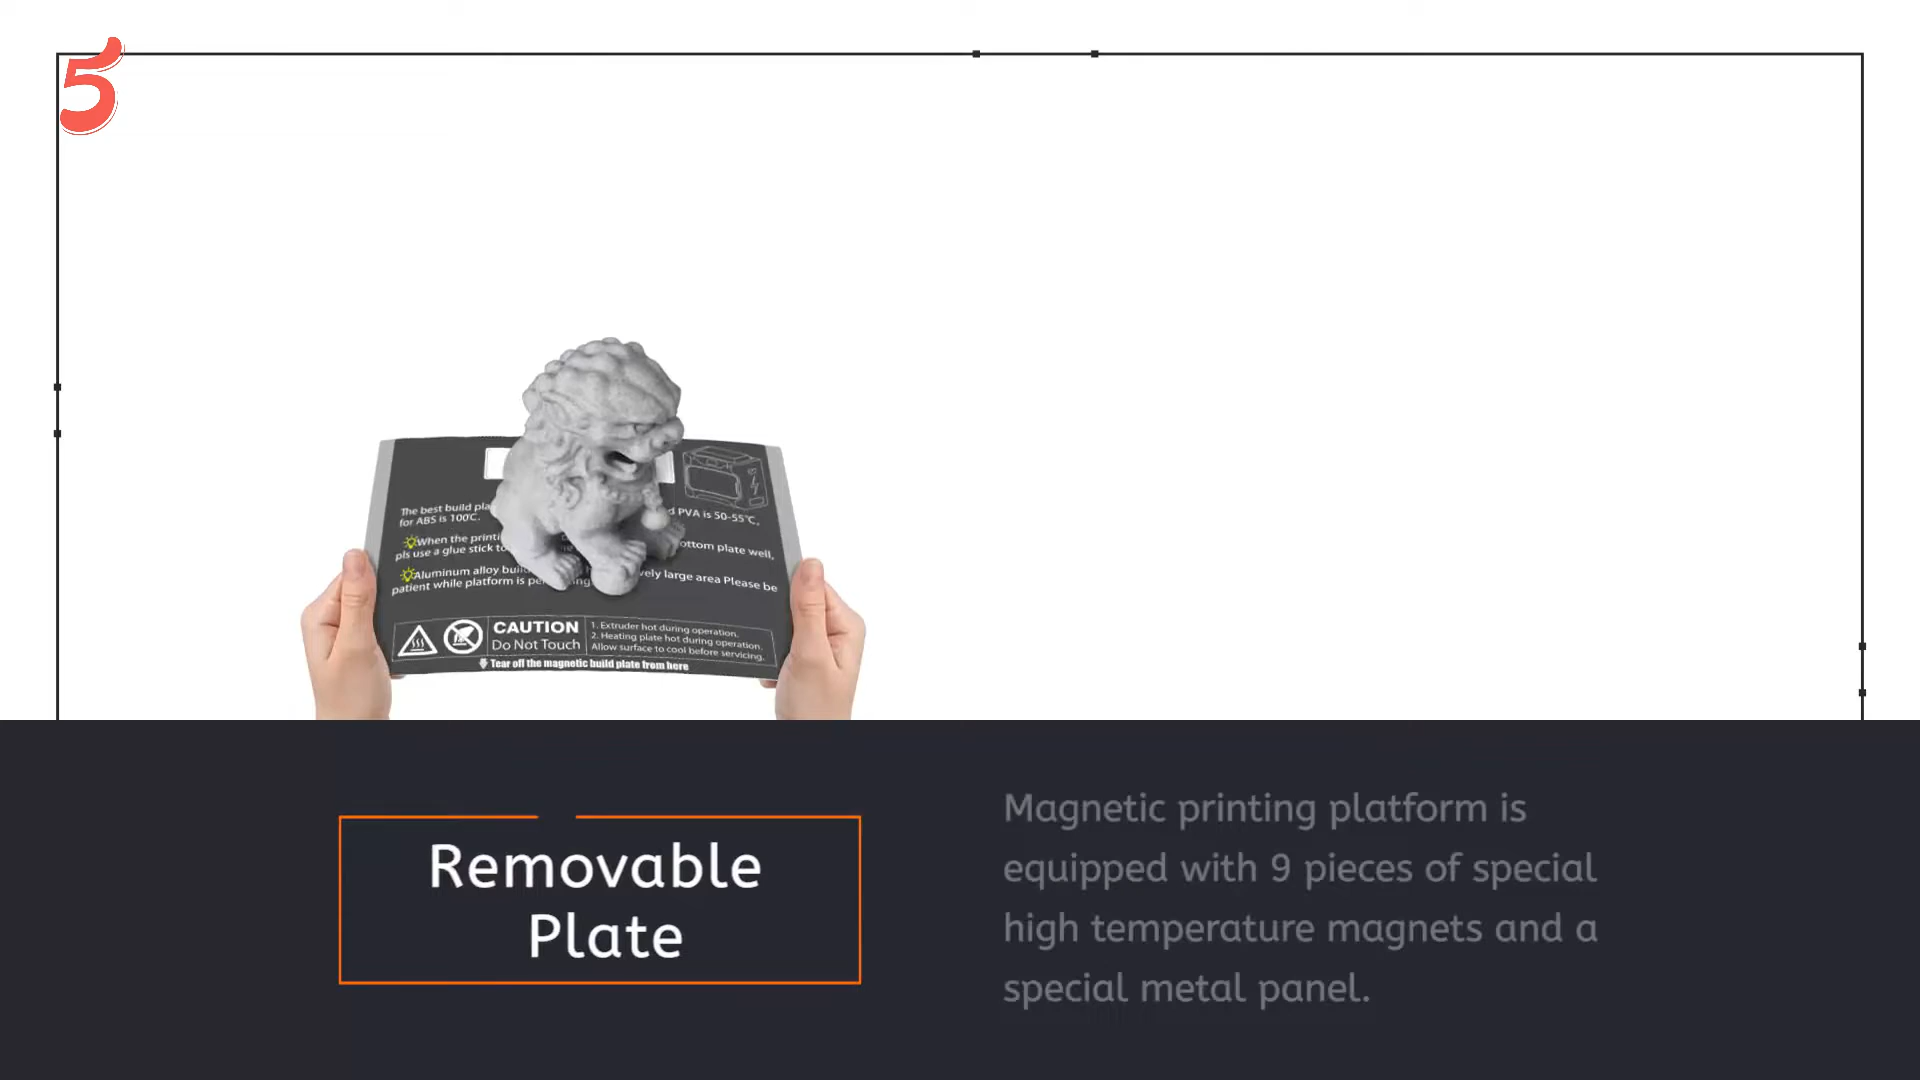 5
The best build pla
d PVA is 50-55℃,
for ABS is 100℃.
When the printi
ottom plate well,
pls use a glue stick to
Aluminum alloy buil
vely large area Please be
patient while platform is pe
ing
CAUTION
Do Not Touch
1. Extruder hot during operation.
2. Heating plate hot during operation.
Allow surface to cool before servicing.
Tear off the magnetic build plate from here
Removable
Plate
Magnetic printing platform is
equipped with 9 pieces of special
high temperature magnets and a
special metal panel.